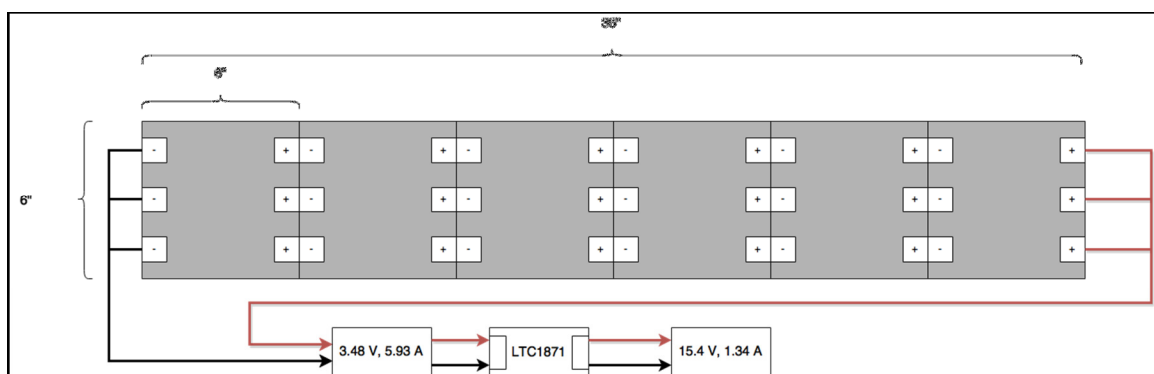 36"
6"
- + - + - + - + - + - +
6" - + - + - + - + - + - +
- + - + - + - + - + - +
3.48 V, 5.93 A LTC1871 15.4 V, 1.34 A